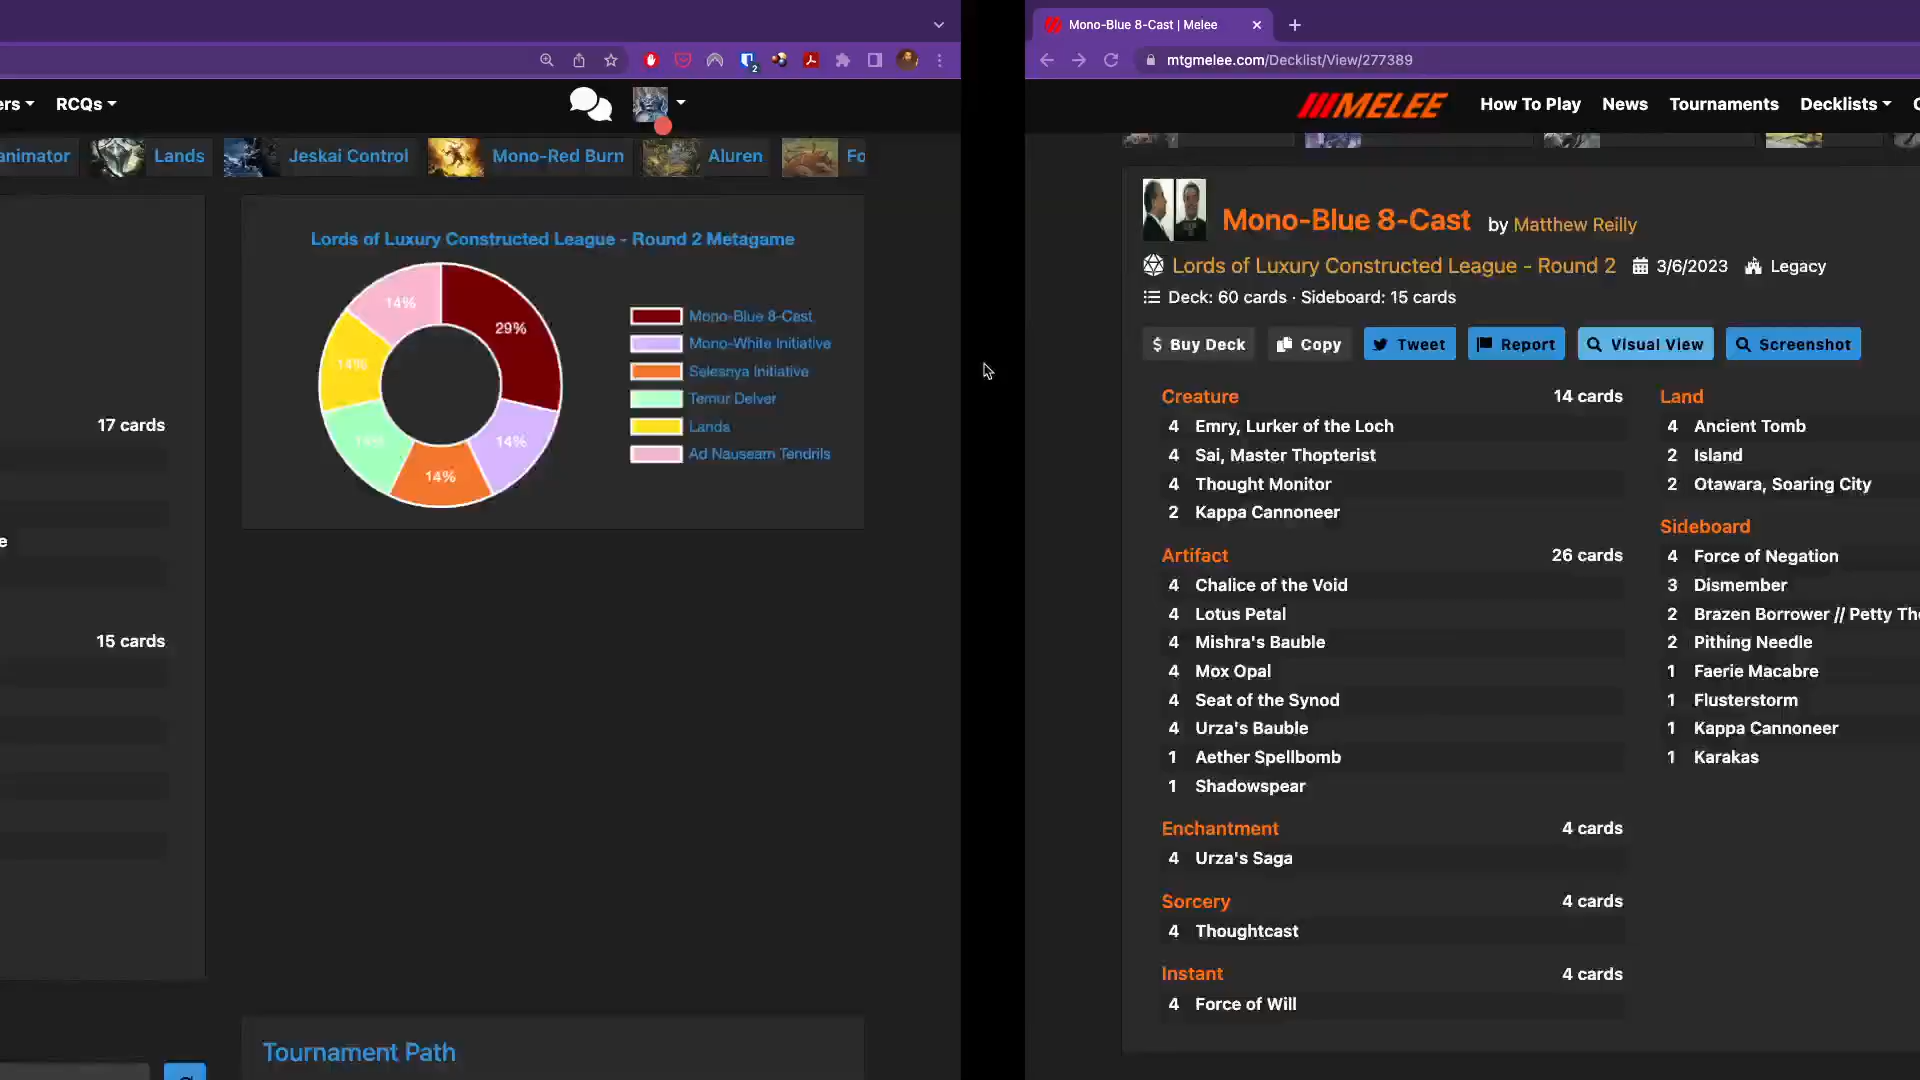 Mono-Blue 8-Cast | Melee
mtgmelee.com/Decklist/View/277389
2
ers
RCQs
animator
Lands
Jeskai Control
Mono-Red Burn
Aluren
Fo
Lords of Luxury Constructed League - Round 2 Metagame
14%
29%
14%
14%
14%
14%
Mono-Blue 8-Cast
Mono-White Initiative
Selesnya Initiative
Temur Delver
Lands
Ad Nauseam Tendrils
17 cards
e
15 cards
Tournament Path
MELEE
How To Play
News
Tournaments
Decklists
Mono-Blue 8-Cast by Matthew Reilly
Lords of Luxury Constructed League - Round 2 3/6/2023 Legacy
Deck: 60 cards · Sideboard: 15 cards
$ Buy Deck
Copy
Tweet
Report
Visual View
Screenshot
Creature 14 cards
4 Emry, Lurker of the Loch
4 Sai, Master Thopterist
4 Thought Monitor
2 Kappa Cannoneer
Artifact 26 cards
4 Chalice of the Void
4 Lotus Petal
4 Mishra's Bauble
4 Mox Opal
4 Seat of the Synod
4 Urza's Bauble
1 Aether Spellbomb
1 Shadowspear
Enchantment 4 cards
4 Urza's Saga
Sorcery 4 cards
4 Thoughtcast
Instant 4 cards
4 Force of Will
Land
4 Ancient Tomb
2 Island
2 Otawara, Soaring City
Sideboard
4 Force of Negation
3 Dismember
2 Brazen Borrower // Petty The
2 Pithing Needle
1 Faerie Macabre
1 Flusterstorm
1 Kappa Cannoneer
1 Karakas